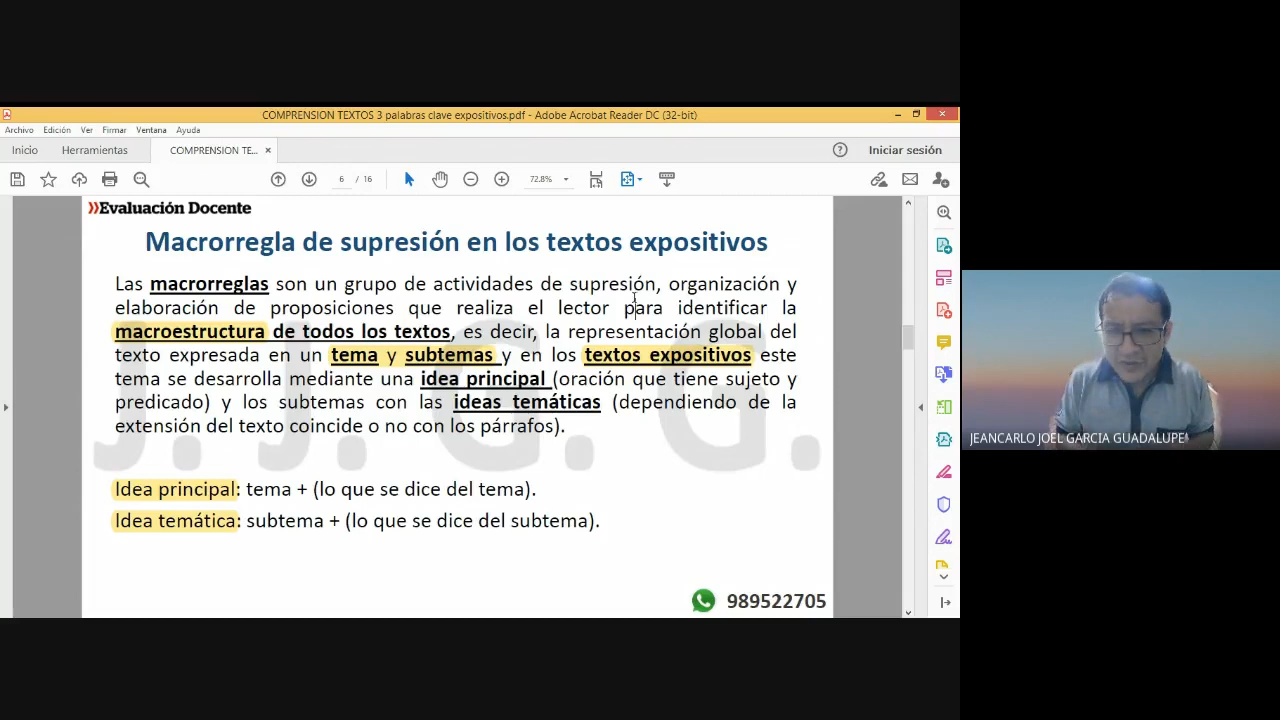 COMPRENSION TEXTOS 3 palabras clave expositivos.pdf - Adobe Acrobat Reader DC (32-bit)
Archivo Edición Ver Firmar Ventana Ayuda
Inicio Herramientas COMPRENSION TE... × Iniciar sesión
6 / 16 72.8%
»Evaluación Docente
Macrorregla de supresión en los textos expositivos
Las macrorreglas son un grupo de actividades de supresión, organización y
elaboración de proposiciones que realiza el lector para identificar la
macroestructura de todos los textos, es decir, la representación global del
texto expresada en un tema y subtemas y en los textos expositivos este
tema se desarrolla mediante una idea principal (oración que tiene sujeto y
predicado) y los subtemas con las ideas temáticas (dependiendo de la
extensión del texto coincide o no con los párrafos).
J. J. G. G.
Idea principal: tema + (lo que se dice del tema).
Idea temática: subtema + (lo que se dice del subtema).
989522705
JEANCARLO JOEL GARCIA GUADALUPE